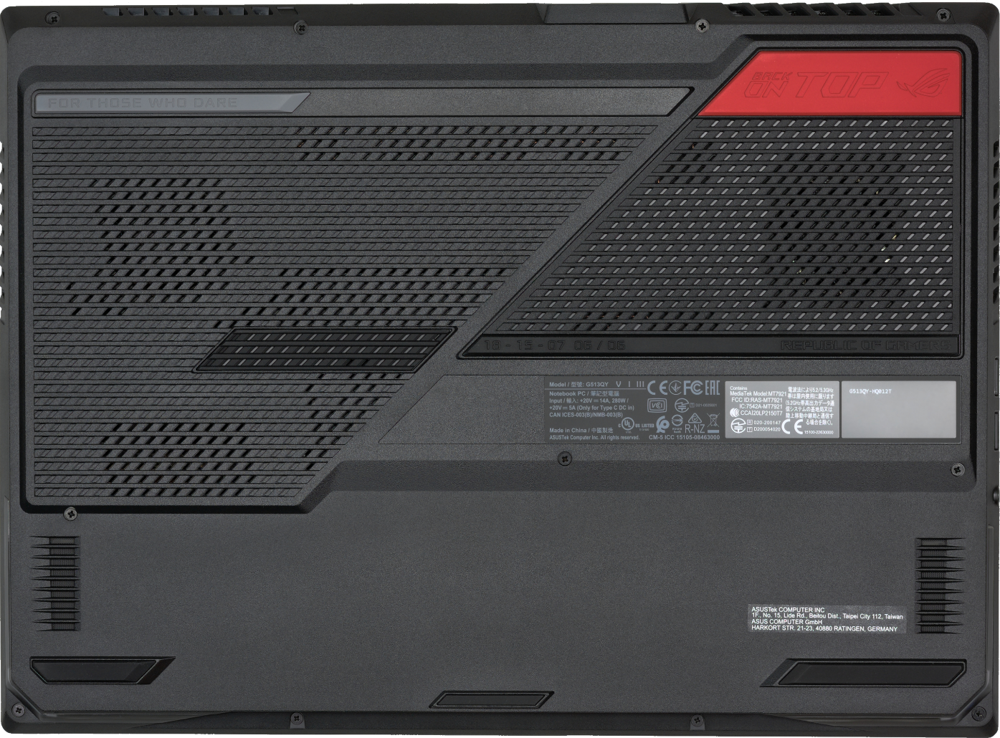 BACK
ON TOP
FOR THOSE WHO DARE
16 - 15 - 07 06 / 06
REPUBLIC OF GAMERS
Model / 型號: G513QY V I III
Notebook PC / 筆記型電腦
Input / 輸入: +20V ⎓ 14A, 280W /
+20V ⎓ 5A (Only for Type C DC in)
CAN ICES-003(B)/NMB-003(B)
Made in China / 中國製造
ASUSTek Computer Inc. All rights reserved.
CE FC EAC
VCI
UL US LISTED
R-NZ
CM-5 ICC 15105-08463000
Contains
MediaTek Model:MT7921
FCC ID:RAS-MT7921
IC:7542A-MT7921
CCAI20LP2150T7
R 020-200147
T D200054020
電波法により5.2/5.3GHz
帯は屋内使用に限ります
(5.2GHz帯高出力データ通
信システムの基地局又は
陸上移動中継局と通信す
る場合を除く)。
CE 15100-22630000
G513QY-HQ012T
ASUSTek COMPUTER INC
1F., No. 15, Lide Rd., Beitou Dist., Taipei City 112, Taiwan
ASUS COMPUTER GmbH
HARKORT STR. 21-23, 40880 RATINGEN, GERMANY